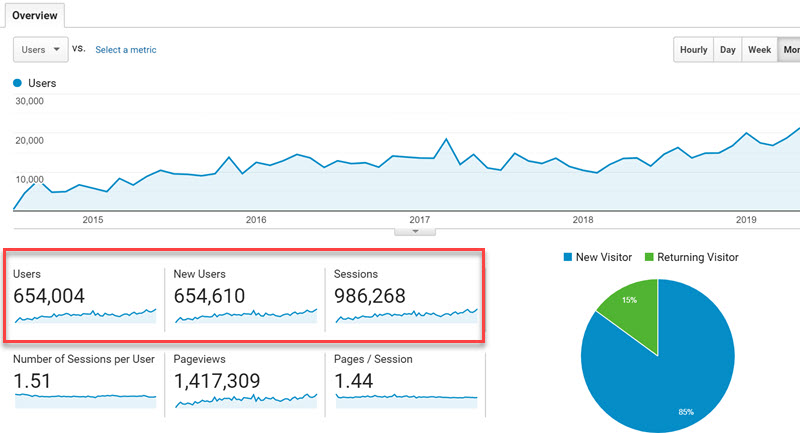 Overview
Users vs. Select a metric
Hourly Day Week Mon
Users
30,000
20,000
10,000
2015 2016 2017 2018 2019
New Visitor Returning Visitor
Users New Users Sessions
654,004 654,610 986,268
15%
Number of Sessions per User Pageviews Pages / Session
1.51 1,417,309 1.44
85%